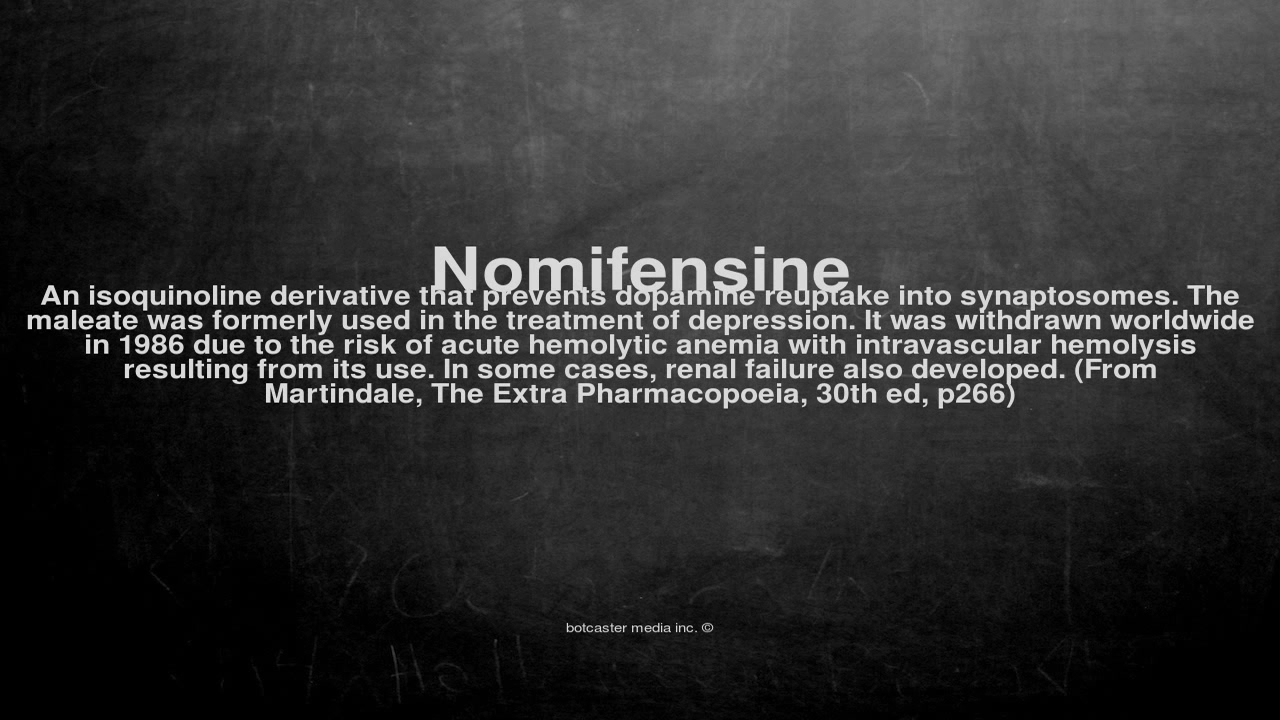 Nomifensine
An isoquinoline derivative that prevents dopamine reuptake into synaptosomes. The
maleate was formerly used in the treatment of depression. It was withdrawn worldwide
in 1986 due to the risk of acute hemolytic anemia with intravascular hemolysis
resulting from its use. In some cases, renal failure also developed. (From
Martindale, The Extra Pharmacopoeia, 30th ed, p266)
botcaster media inc. ©